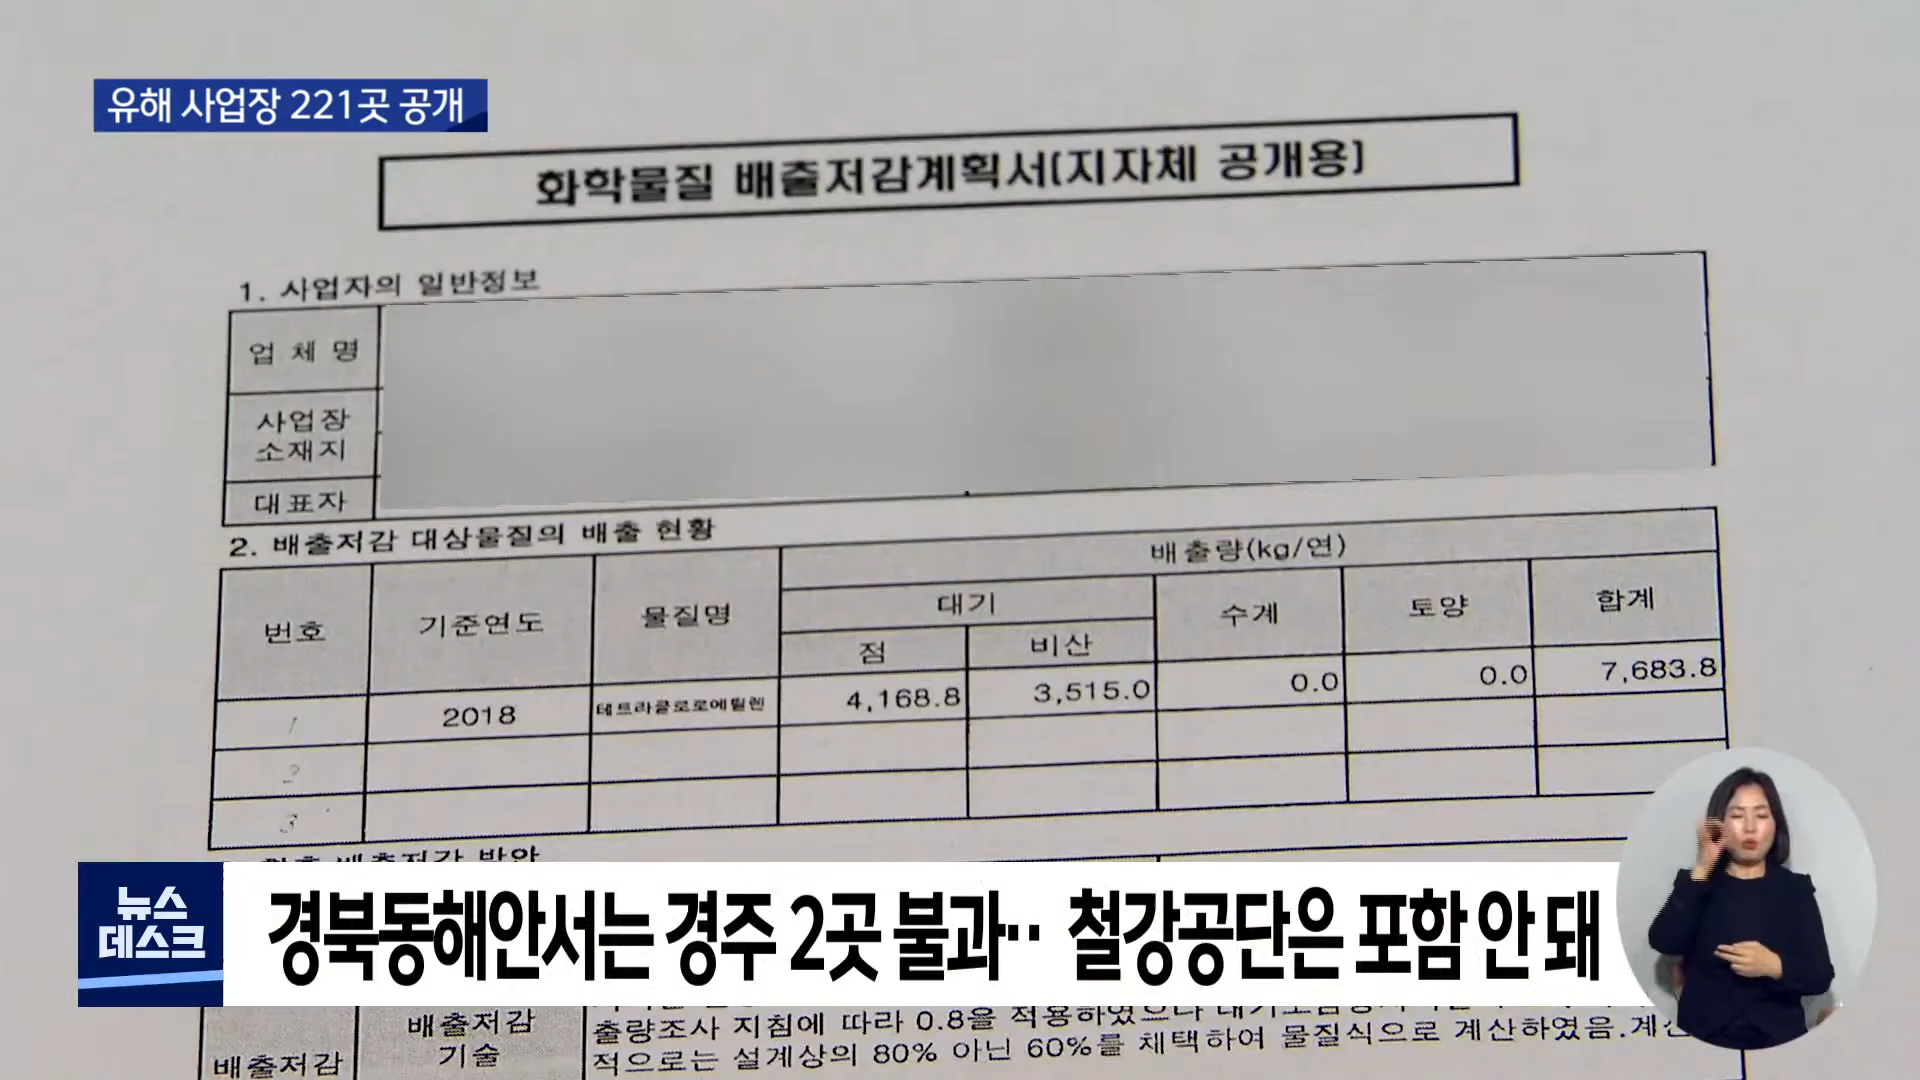 유해 사업장 221곳 공개
화학물질 배출저감계획서(지자체 공개용)
1. 사업자의 일반정보
업 체 명
사업장
소재지
대표자
2. 배출저감 대상물질의 배출 현황
번호
기준연도
물질명
배출량(kg/연)
대기
점
비산
수계
토양
합계
1
2018
테트라클로로에틸렌
4,168.8
3,515.0
0.0
0.0
7,683.8
2
3
배출저감 방안
뉴스
데스크
경북동해안서는 경주 2곳 불과‥ 철강공단은 포함 안 돼
배출저감
배출저감
기술
출량조사 지침에 따라 0.8을 적용하였으나
적으로는 설계상의 80% 아닌 60%를 채택하여 물질식으로 계산하였음.